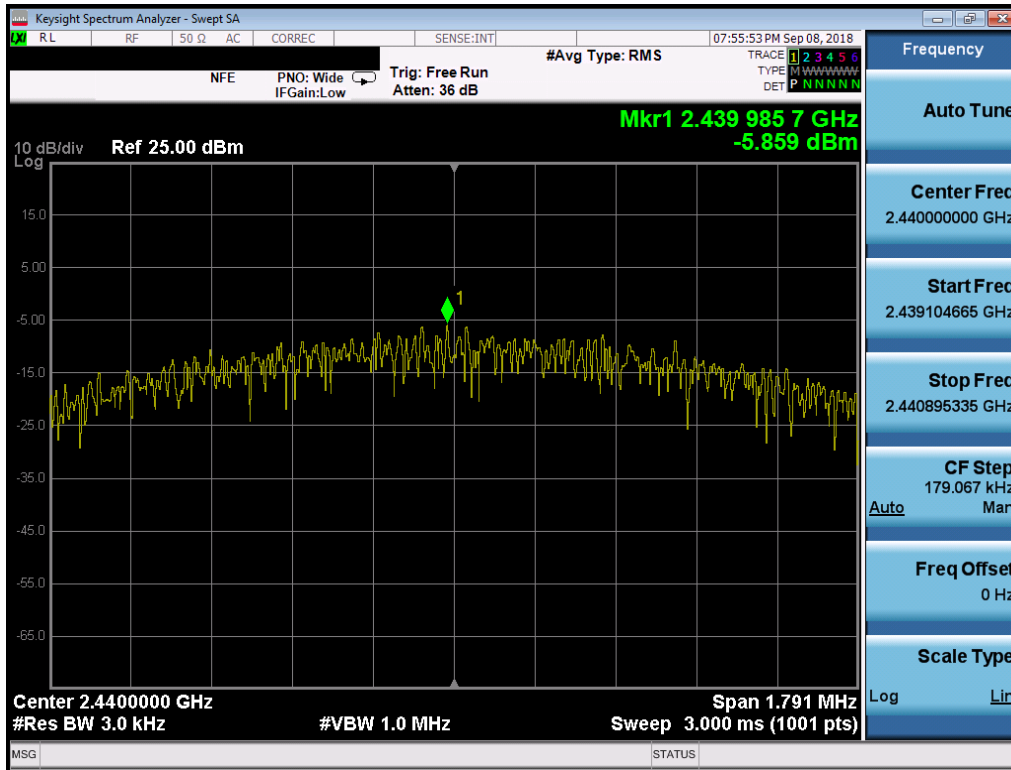 Keysight Spectrum Analyzer - Swept SA
LXI RL RF 50 Ω AC CORREC SENSE:INT 07:55:53 PM Sep 08, 2018
NFE PNO: Wide Trig: Free Run #Avg Type: RMS TRACE 1 2 3 4 5 6
IFGain:Low Atten: 36 dB TYPE M WWWWW
DET P N N N N N
Mkr1 2.439 985 7 GHz
-5.859 dBm
10 dB/div Ref 25.00 dBm
Log
15.0
5.00
1
-5.00
-15.0
-25.0
-35.0
-45.0
-55.0
-65.0
Center 2.4400000 GHz Span 1.791 MHz
#Res BW 3.0 kHz #VBW 1.0 MHz Sweep 3.000 ms (1001 pts)
MSG STATUS
Frequency
Auto Tune
Center Freq
2.440000000 GHz
Start Freq
2.439104665 GHz
Stop Freq
2.440895335 GHz
CF Step
179.067 kHz
Auto Man
Freq Offset
0 Hz
Scale Type
Log Lin